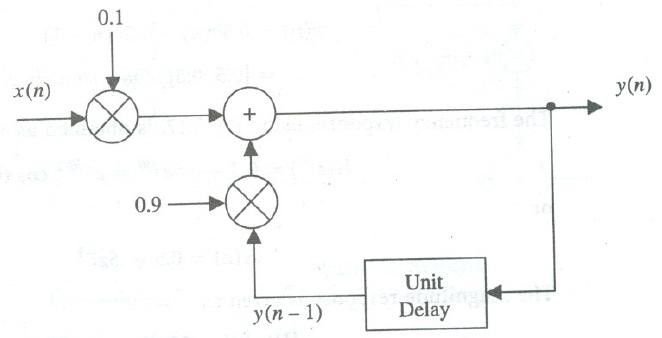 0.1
x(n)
y(n)
+
0.9
Unit
Delay
y(n − 1)